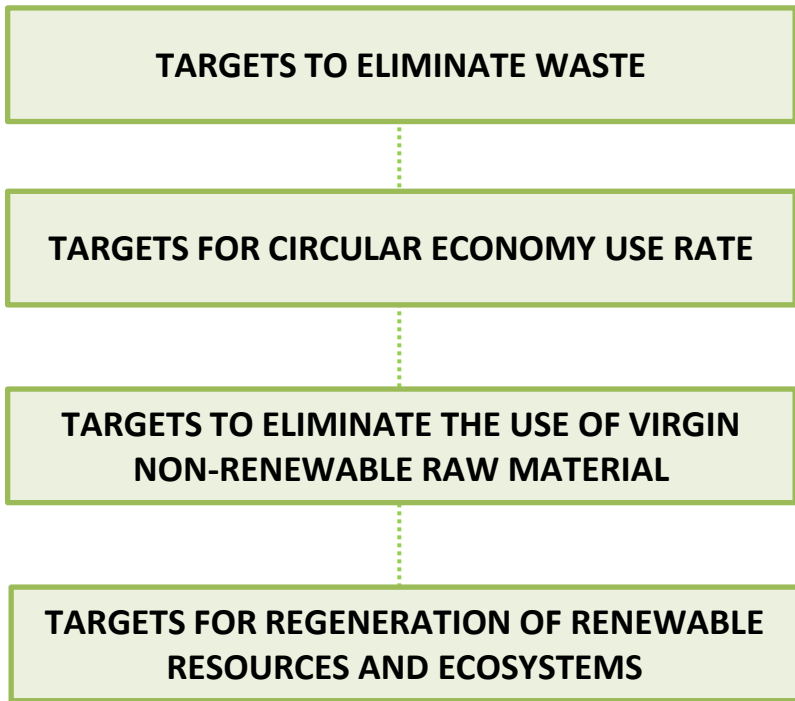 TARGETS TO ELIMINATE WASTE
TARGETS FOR CIRCULAR ECONOMY USE RATE
TARGETS TO ELIMINATE THE USE OF VIRGIN
NON-RENEWABLE RAW MATERIAL
TARGETS FOR REGENERATION OF RENEWABLE
RESOURCES AND ECOSYSTEMS